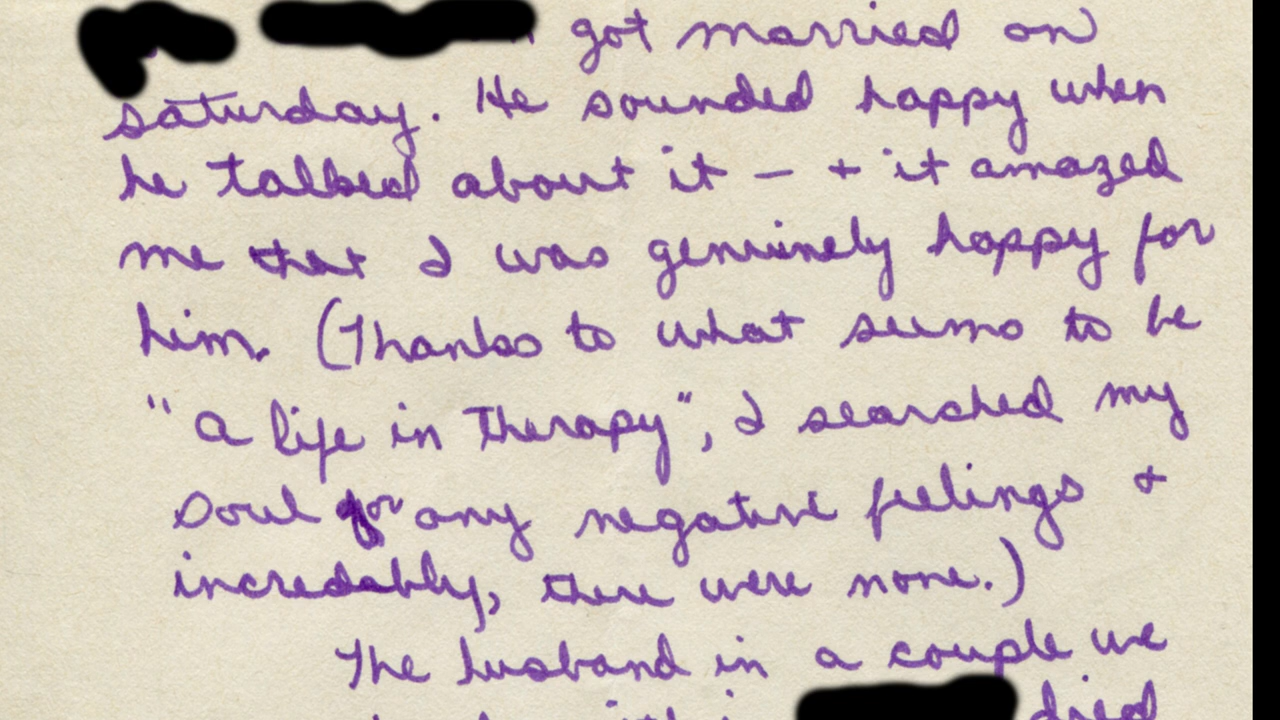 got married on
saturday. He sounded happy when
he talked about it - + it amazed
me that I was genuinely happy for
him. (Thanks to what seems to be
"a life in therapy", I searched my
soul for any negative feelings +
incredably, there were none.)
The husband in a couple we
died